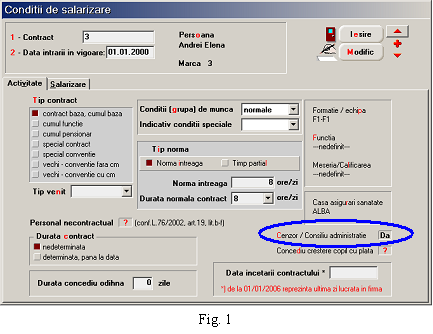 Conditii de salarizare
1 - Contract 3
2 - Data intrarii in vigoare: 01.01.2000
Persoana
Andrei Elena
Marca 3
Iesire
Modific
Activitate
Salarizare
Tip contract
contract baza, cumul baza
cumul functie
cumul pensionar
special contract
special conventie
vechi - conventie fara cm
vechi - conventie cu cm
Tip venit
Conditii (grupa) de munca normale
Indicativ conditii speciale
Tip norma
Norma intreaga Timp partial
Norma intreaga 8 ore/zi
Durata normala contract 8 ore/zi
Formatie / echipa
F1-F1
Functia
---nedefinit---
Meseria/Calificarea
---nedefinit---
Casa asigurari sanatate
ALBA
Personal necontractual ? (conf.L.76/2002, art.19, lit.b-f)
Cenzor / Consiliu administratie Da
Concediu crestere copil cu plata ?
Durata contract
nedeterminata
determinata, pana la data
Durata concediu odihna 0 zile
Data incetarii contractului *
*) de la 01/01/2006 reprezinta ultima zi lucrata in firma
Fig. 1